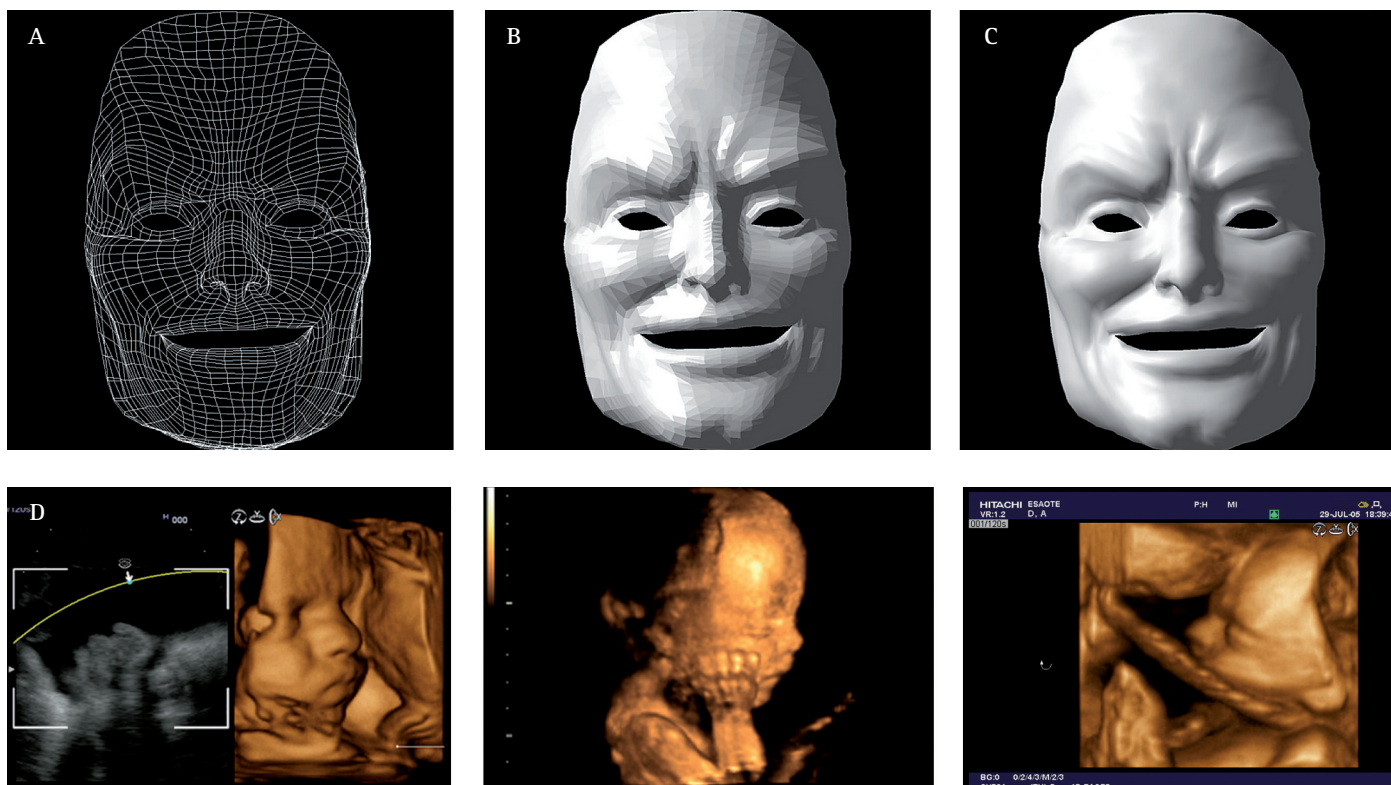 A
B
C
D
H 000
HITACHI ESAOTE
P:H MI
VR:1.2 D, A
29-JUL-05 18:39:4
001/120s
BG:0 0/2/4/3/M/2/3